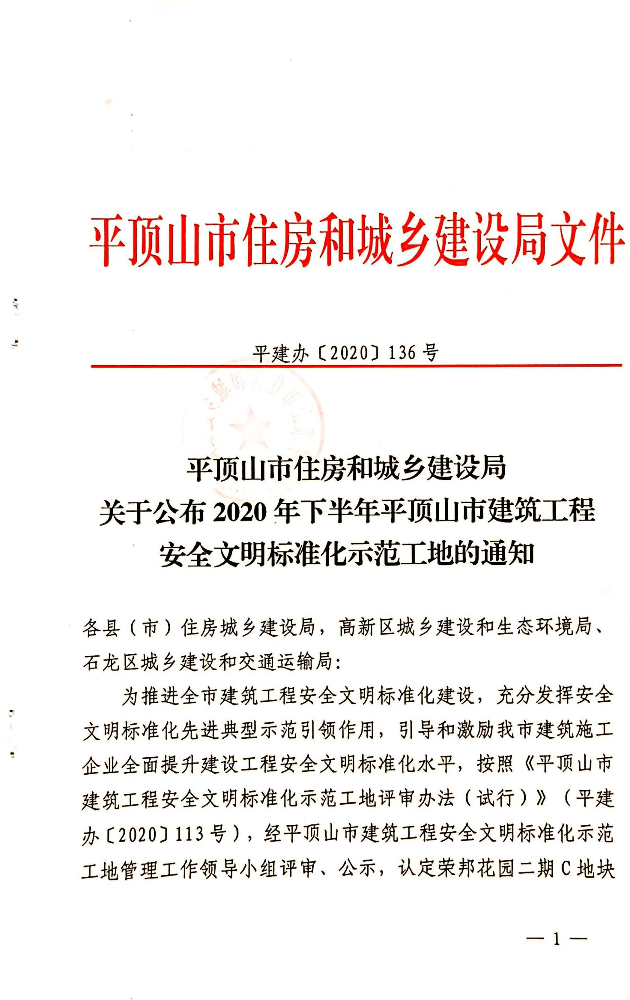 平顶山市住房和城乡建设局文件
平建办〔2020〕136号
平顶山市住房和城乡建设局
关于公布2020年下半年平顶山市建筑工程
安全文明标准化示范工地的通知
各县（市）住房城乡建设局，高新区城乡建设和生态环境局、
石龙区城乡建设和交通运输局：
为推进全市建筑工程安全文明标准化建设，充分发挥安全
文明标准化先进典型示范引领作用，引导和激励我市建筑施工
企业全面提升建设工程安全文明标准化水平，按照《平顶山市
建筑工程安全文明标准化示范工地评审办法（试行）》（平建
办〔2020〕113号），经平顶山市建筑工程安全文明标准化示范
工地管理工作领导小组评审、公示，认定荣邦花园二期C地块
— 1 —